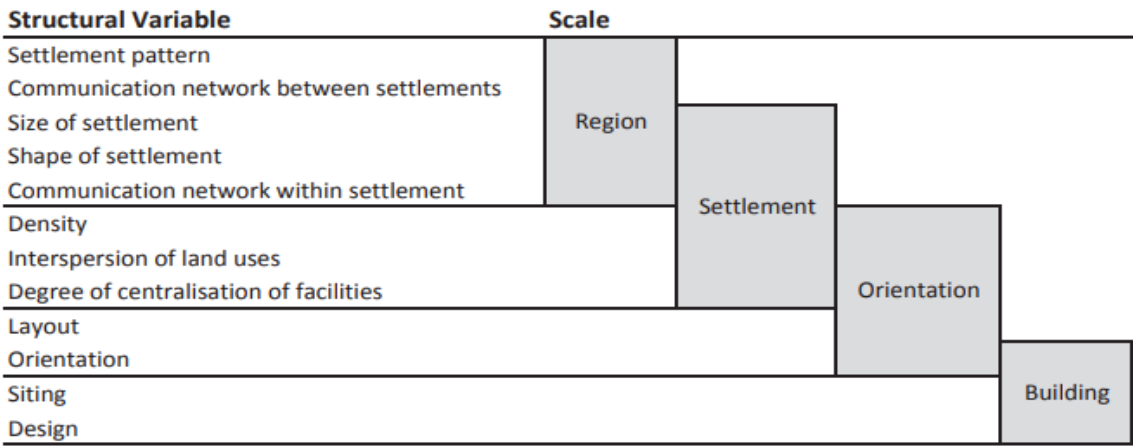 Structural Variable Scale
Settlement pattern
Communication network between settlements
Size of settlement Region
Shape of settlement
Communication network within settlement
Settlement
Density
Interspersion of land uses
Degree of centralisation of facilities Orientation
Layout
Orientation
Siting Building
Design